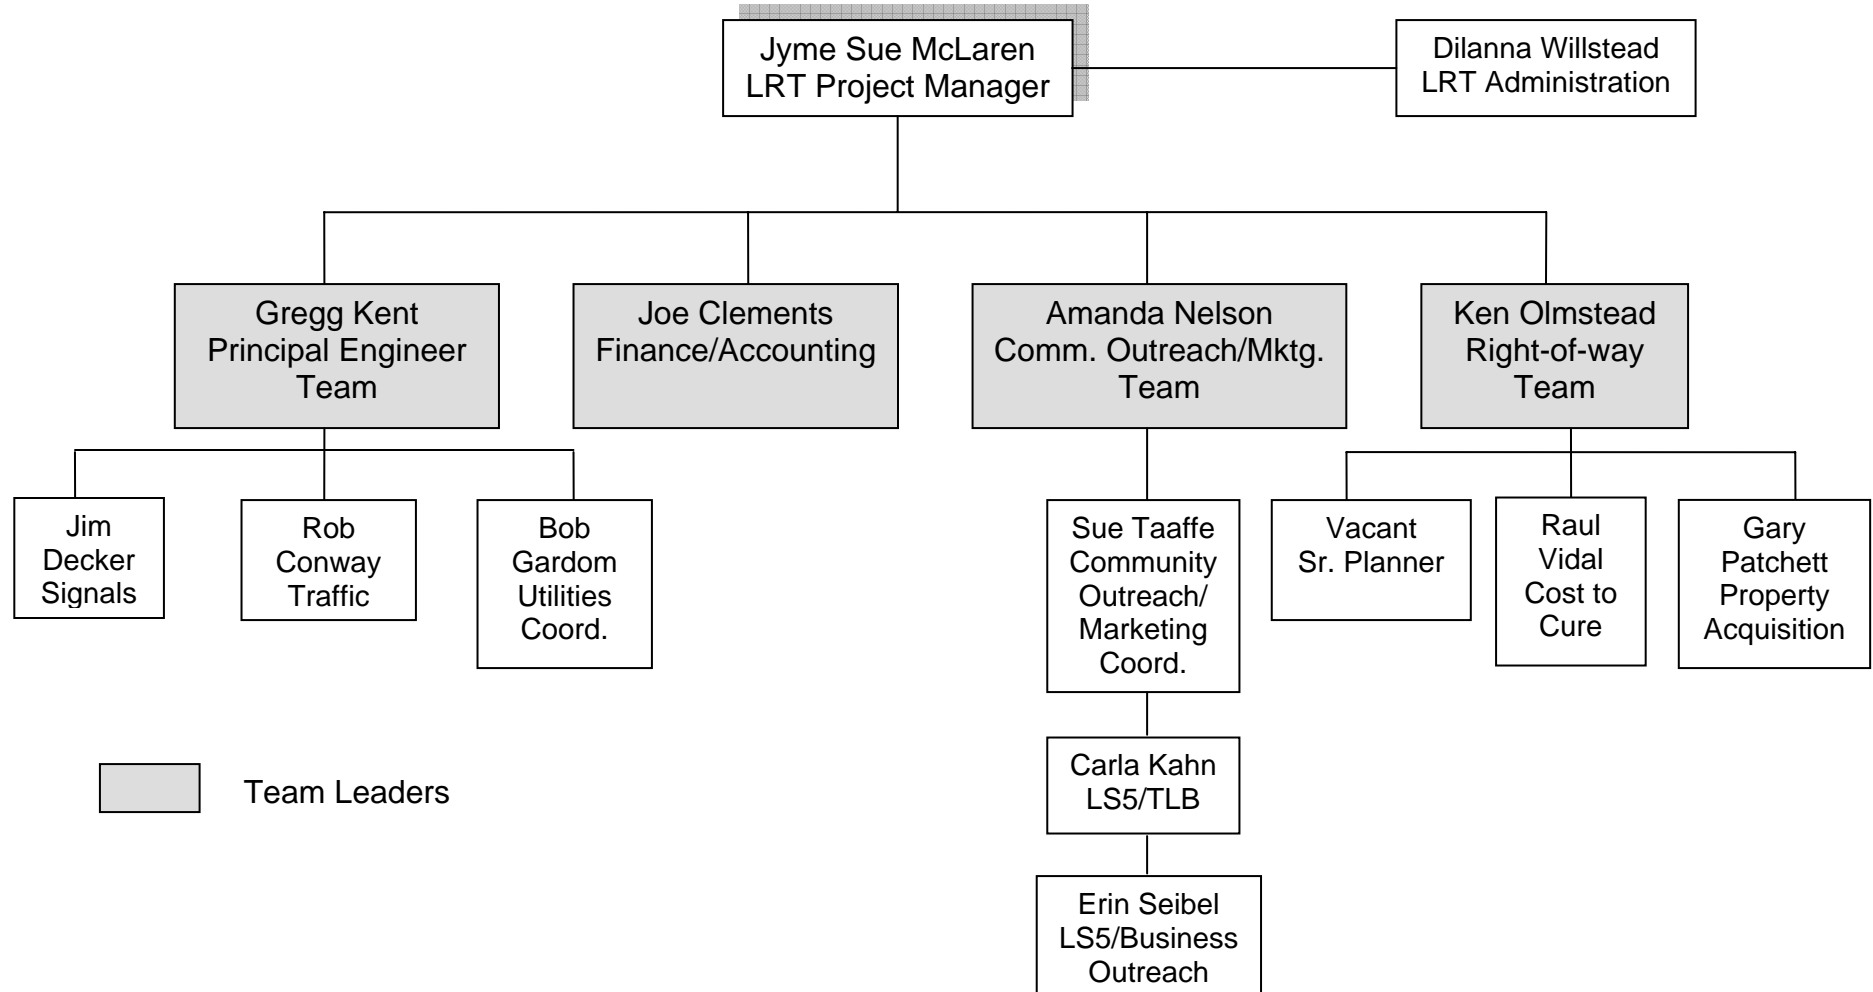 Jyme Sue McLaren
LRT Project Manager
Dilanna Willstead
LRT Administration
Gregg Kent
Principal Engineer
Team
Joe Clements
Finance/Accounting
Amanda Nelson
Comm. Outreach/Mktg.
Team
Ken Olmstead
Right-of-way
Team
Jim
Decker
Signals
Rob
Conway
Traffic
Bob
Gardom
Utilities
Coord.
Sue Taaffe
Community
Outreach/
Marketing
Coord.
Vacant
Sr. Planner
Raul
Vidal
Cost to
Cure
Gary
Patchett
Property
Acquisition
Carla Kahn
LS5/TLB
Erin Seibel
LS5/Business
Outreach
Team Leaders